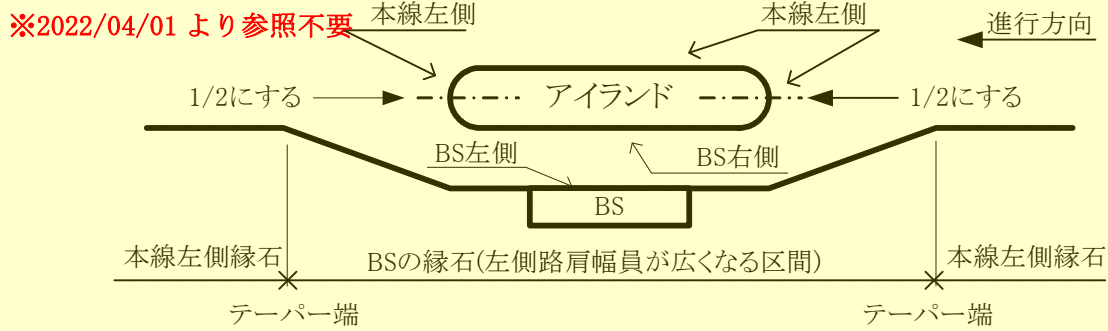 ※2022/04/01 より参照不要
本線左側
本線左側
進行方向
1/2にする
アイランド
1/2にする
BS左側
BS右側
BS
本線左側縁石
BSの縁石(左側路肩幅員が広くなる区間)
本線左側縁石
テーパー端
テーパー端